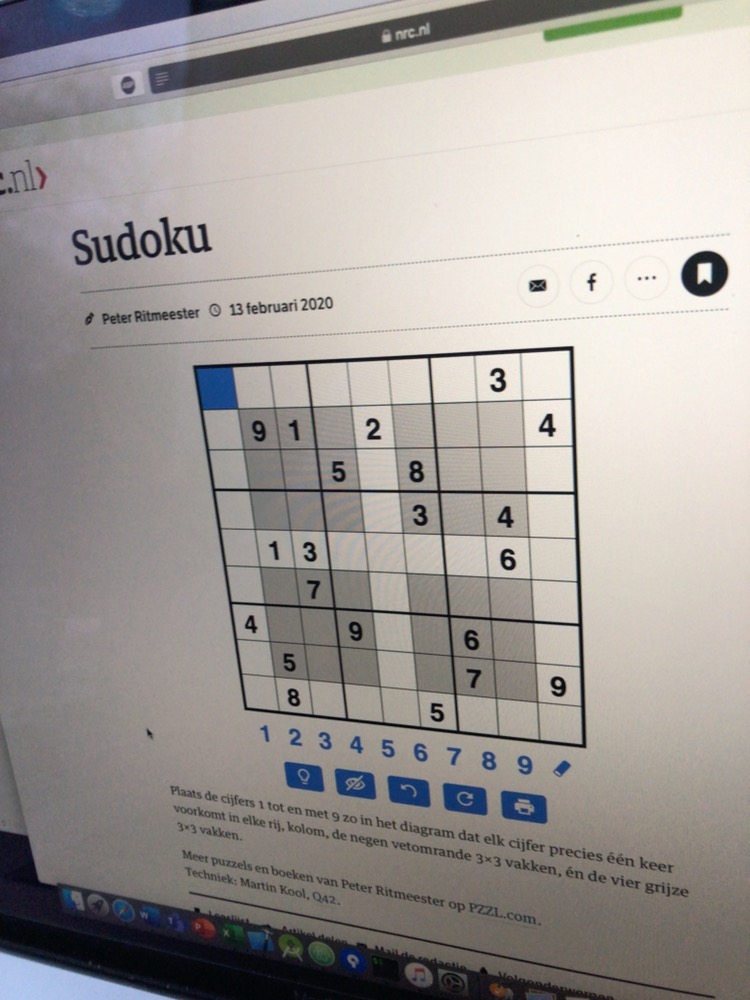 nrc.nl
c.nl›
Sudoku
Peter Ritmeester 13 februari 2020
3
9 1 2 4
5 8
3 4
1 3 6
7
4 9 6
5 7 9
8 5
1 2 3 4 5 6 7 8 9
Plaats de cijfers 1 tot en met 9 zo in het diagram dat elk cijfer precies één keer
voorkomt in elke rij, kolom, de negen vetomrande 3×3 vakken, én de vier grijze
3×3 vakken.
Meer puzzels en boeken van Peter Ritmeester op PZZL.com.
Techniek: Martin Kool, Q42.
Leeslijst Artikel delen Mail de redactie